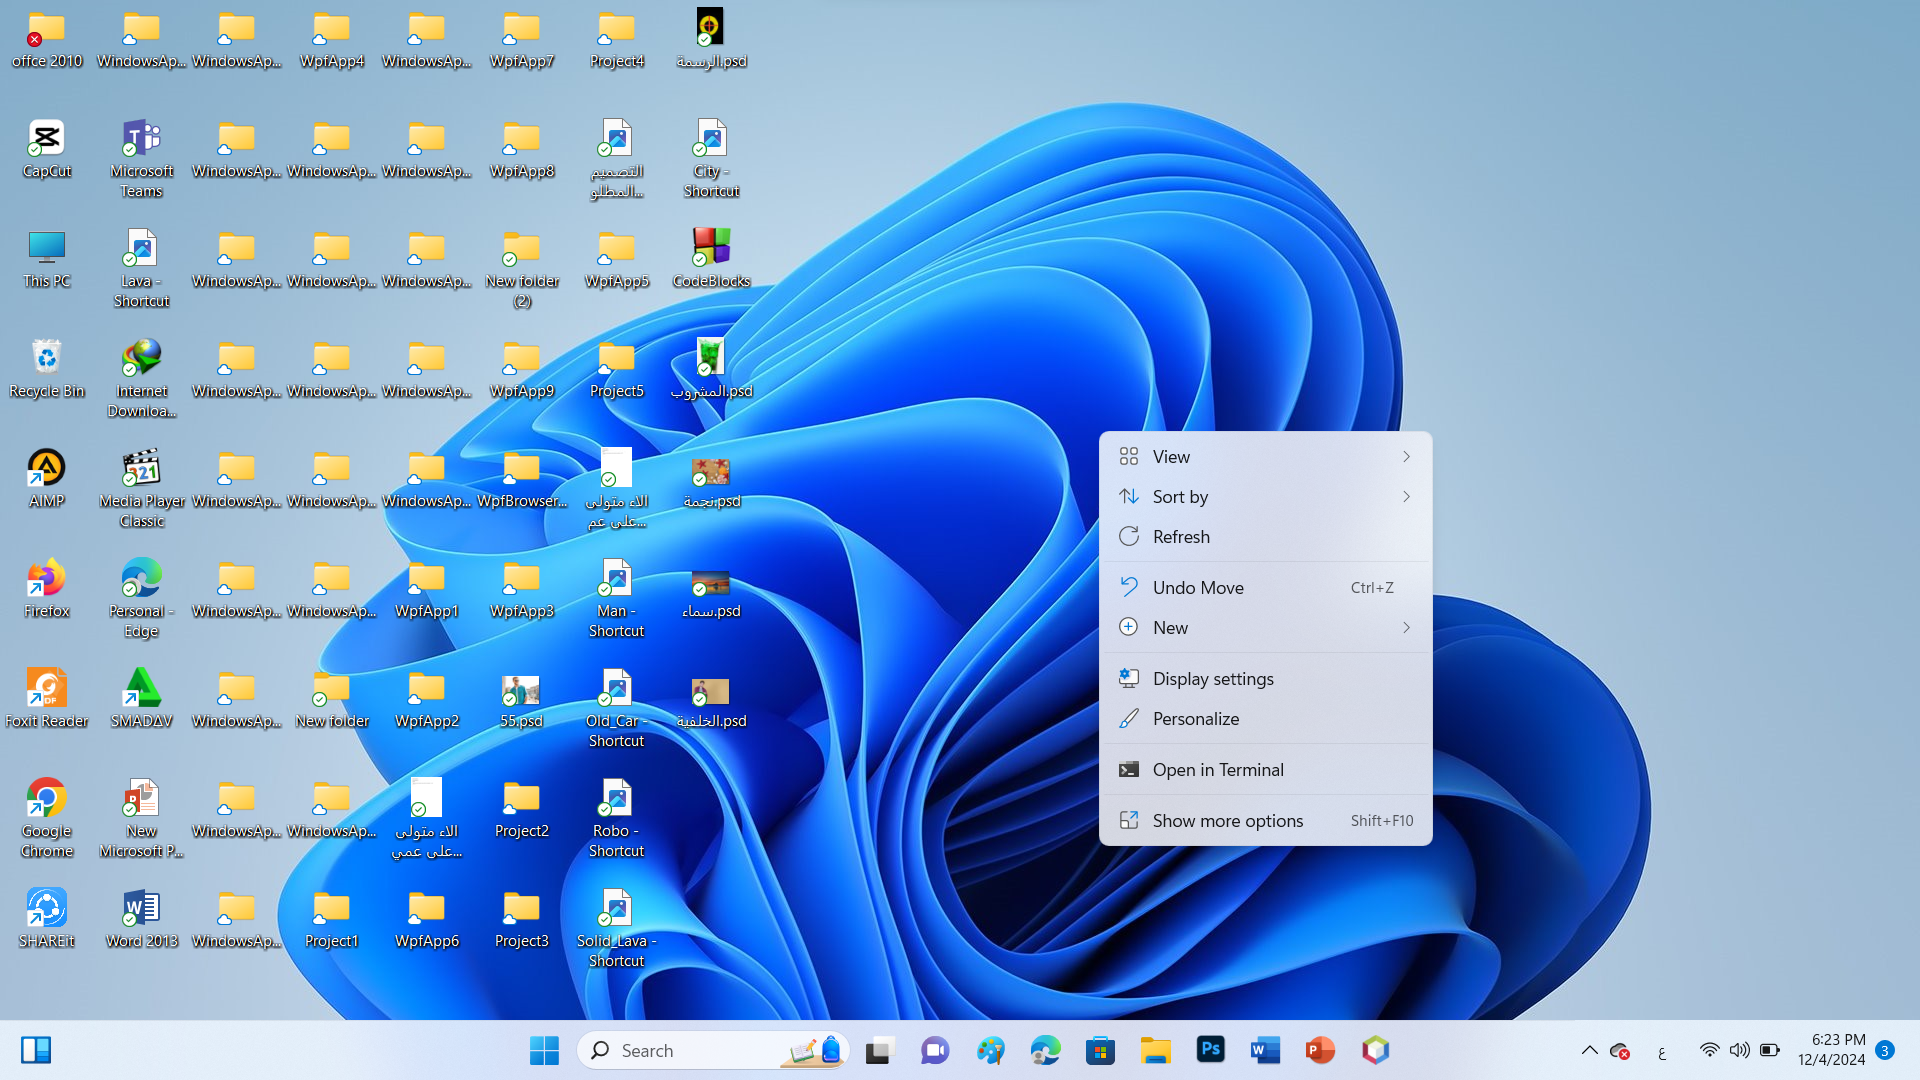 offce 2010
WindowsAp...
WindowsAp...
WpfApp4
WindowsAp...
WpfApp7
Project4
الرسمة.psd
CapCut
Microsoft
Teams
WindowsAp...
WindowsAp...
WindowsAp...
WpfApp8
التصميم
المطلو...
City -
Shortcut
This PC
Lava -
Shortcut
WindowsAp...
WindowsAp...
WindowsAp...
New folder
(2)
WpfApp5
CodeBlocks
Recycle Bin
Internet
Downloa...
WindowsAp...
WindowsAp...
WindowsAp...
WpfApp9
Project5
المشروب.psd
AIMP
Media Player
Classic
WindowsAp...
WindowsAp...
WindowsAp...
WpfBrowser...
الاء متولى
على عم...
نجمة.psd
Firefox
Personal -
Edge
WindowsAp...
WindowsAp...
WpfApp1
WpfApp3
Man -
Shortcut
سماء.psd
Foxit Reader
SMADΔV
WindowsAp...
New folder
WpfApp2
55.psd
Old_Car -
Shortcut
الخلفية.psd
Google
Chrome
New
Microsoft P...
WindowsAp...
WindowsAp...
الاء متولى
على عمي...
Project2
Robo -
Shortcut
SHAREit
Word 2013
WindowsAp...
Project1
WpfApp6
Project3
Solid_Lava -
Shortcut
View
Sort by
Refresh
Undo Move Ctrl+Z
New
Display settings
Personalize
Open in Terminal
Show more options Shift+F10
Search
Ps
ع
6:23 PM
12/4/2024
3